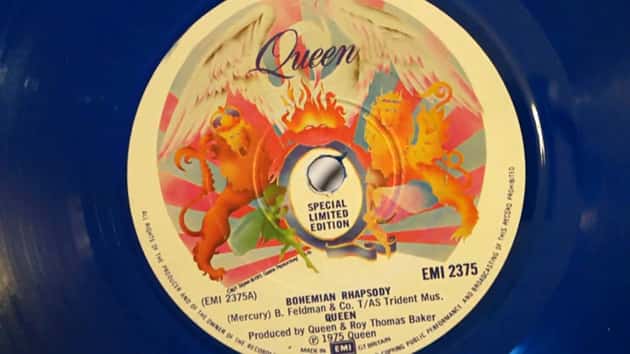 Queen
SPECIAL
LIMITED
EDITION
EMI 2375
(EMI 2375A)
BOHEMIAN RHAPSODY
(Mercury) B. Feldman & Co. T/AS Trident Mus.
QUEEN
Produced by Queen & Roy Thomas Baker
Ⓟ 1975 Queen
MADE IN EMI GT BRITAIN
ALL RIGHTS OF THE PRODUCER AND OF THE OWNER OF THE RECORD
COPYING PUBLIC PERFORMANCE AND BROADCASTING OF THIS RECORD PROHIBITED